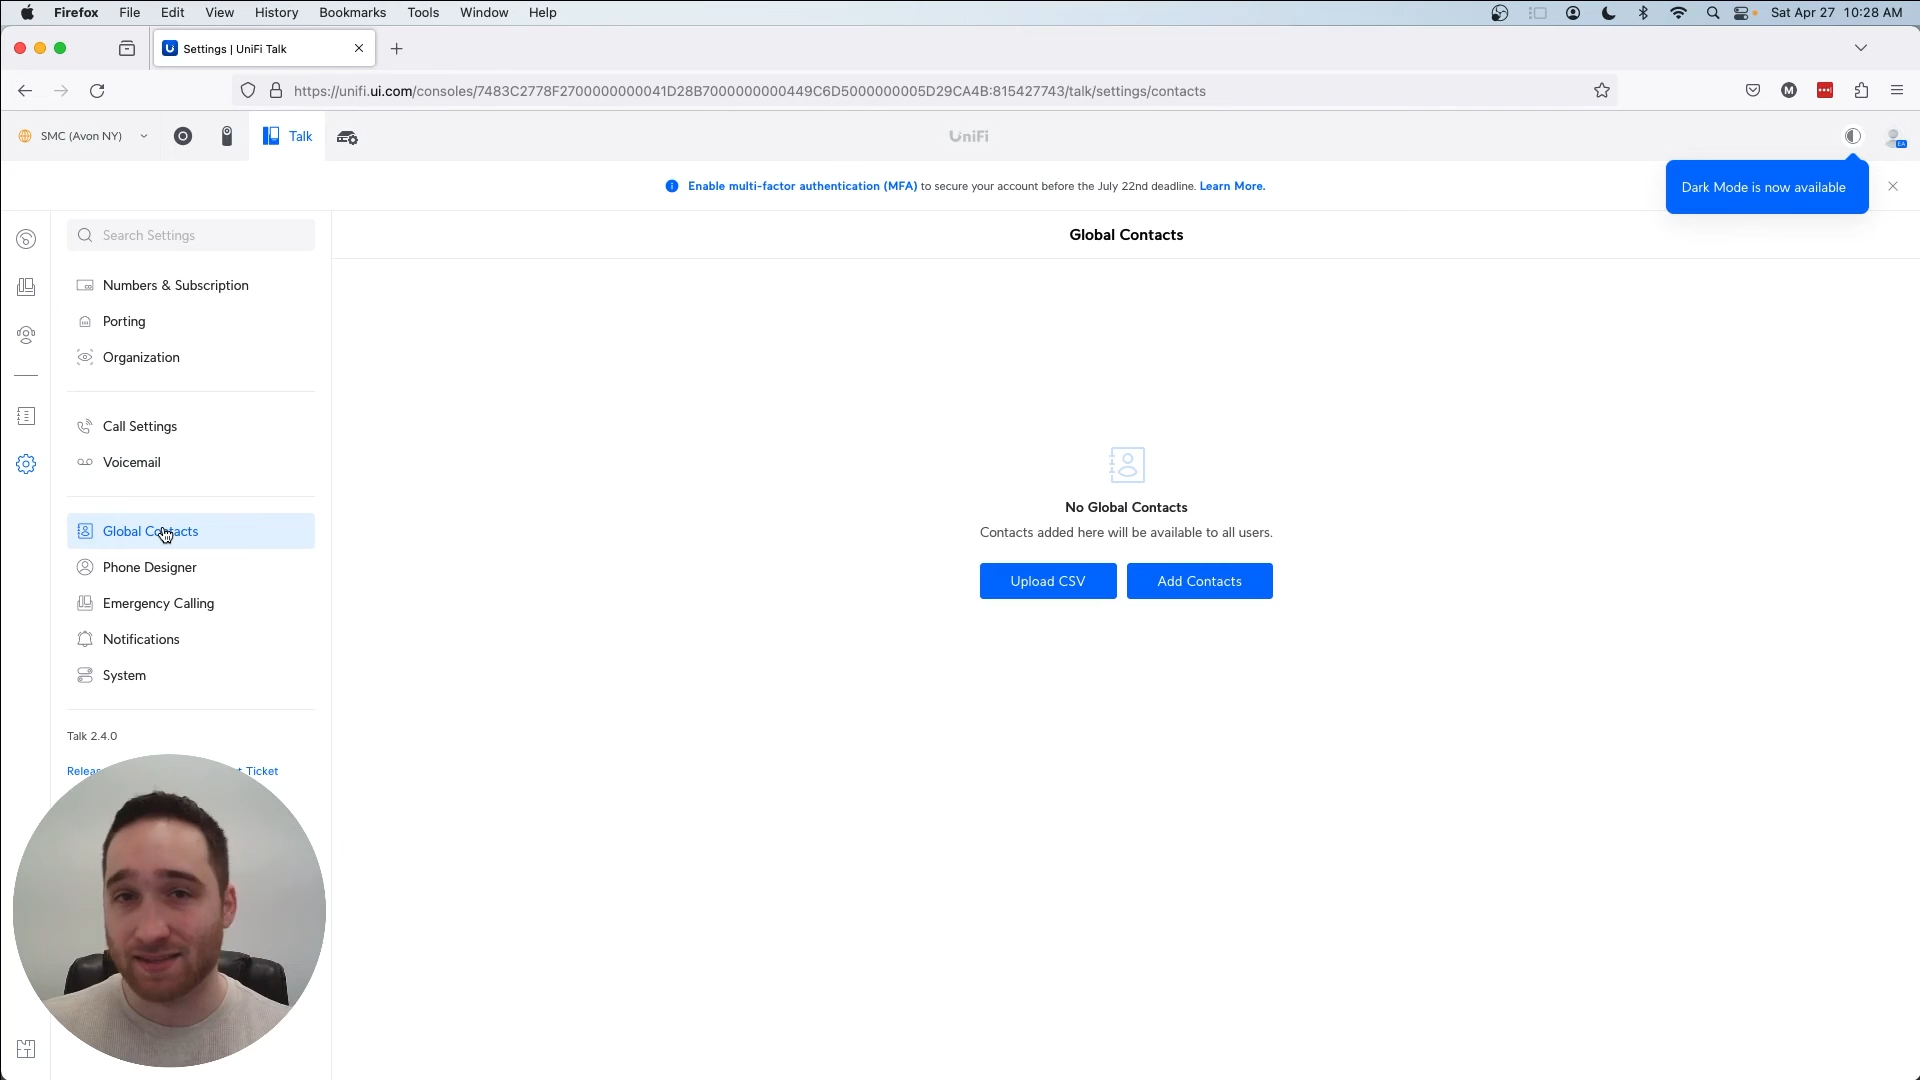 Firefox File Edit View History Bookmarks Tools Window Help
Sat Apr 27 10:28 AM
Settings | UniFi Talk
https://unifi.ui.com/consoles/7483C2778F2700000000041D28B7000000000449C6D5000000005D29CA4B:815427743/talk/settings/contacts
M
SMC (Avon NY)
Talk
UniFi
EA
Enable multi-factor authentication (MFA) to secure your account before the July 22nd deadline. Learn More.
Dark Mode is now available
Search Settings
Global Contacts
Numbers & Subscription
Porting
Organization
Call Settings
Voicemail
Global Contacts
Phone Designer
Emergency Calling
Notifications
System
No Global Contacts
Contacts added here will be available to all users.
Upload CSV
Add Contacts
Talk 2.4.0
Ticket